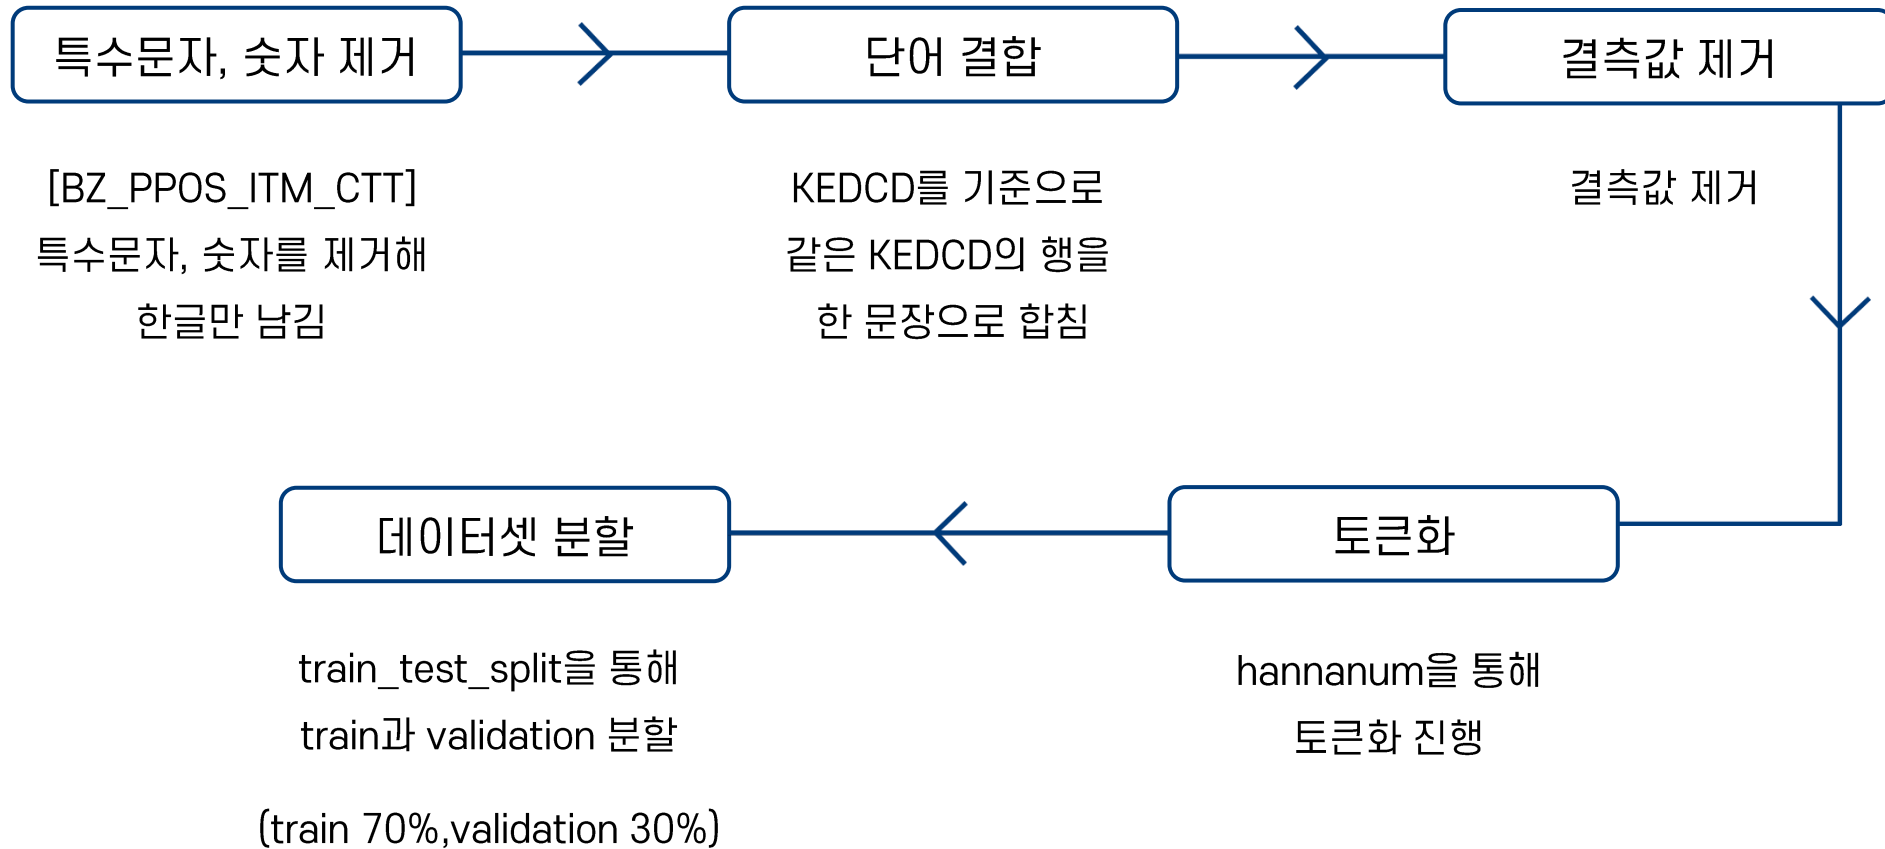 특수문자, 숫자 제거
[BZ_PPOS_ITM_CTT]
특수문자, 숫자를 제거해
한글만 남김
단어 결합
KEDCD를 기준으로
같은 KEDCD의 행을
한 문장으로 합침
결측값 제거
결측값 제거
토큰화
hannanum을 통해
토큰화 진행
데이터셋 분할
train_test_split을 통해
train과 validation 분할
(train 70%,validation 30%)